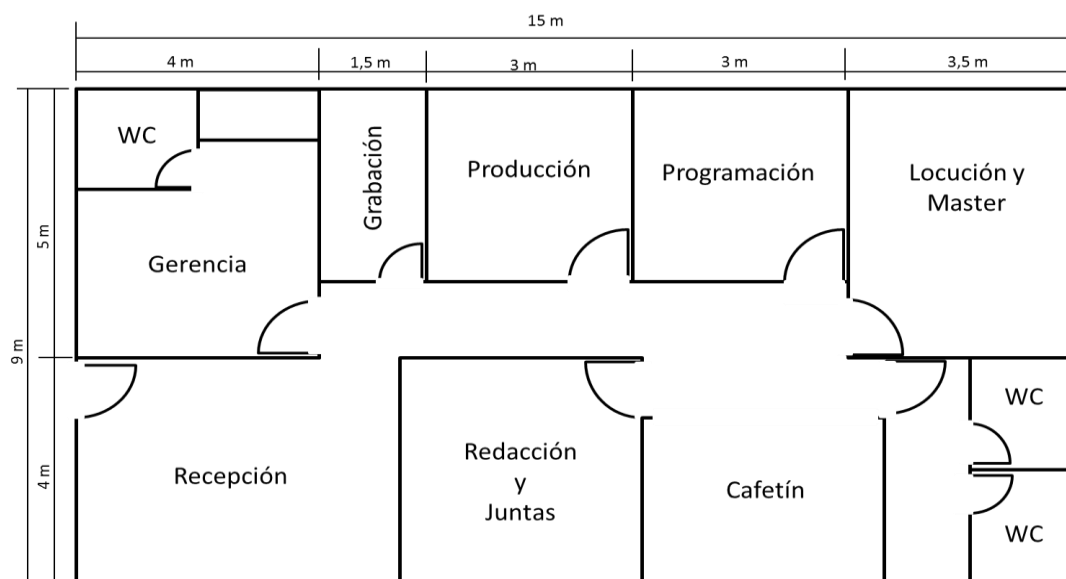 15 m
4 m
1,5 m
3 m
3 m
3,5 m
WC
Grabación
Producción
Programación
Locución y
Master
5 m
Gerencia
9 m
WC
Recepción
Redacción
y
Juntas
Cafetín
4 m
WC